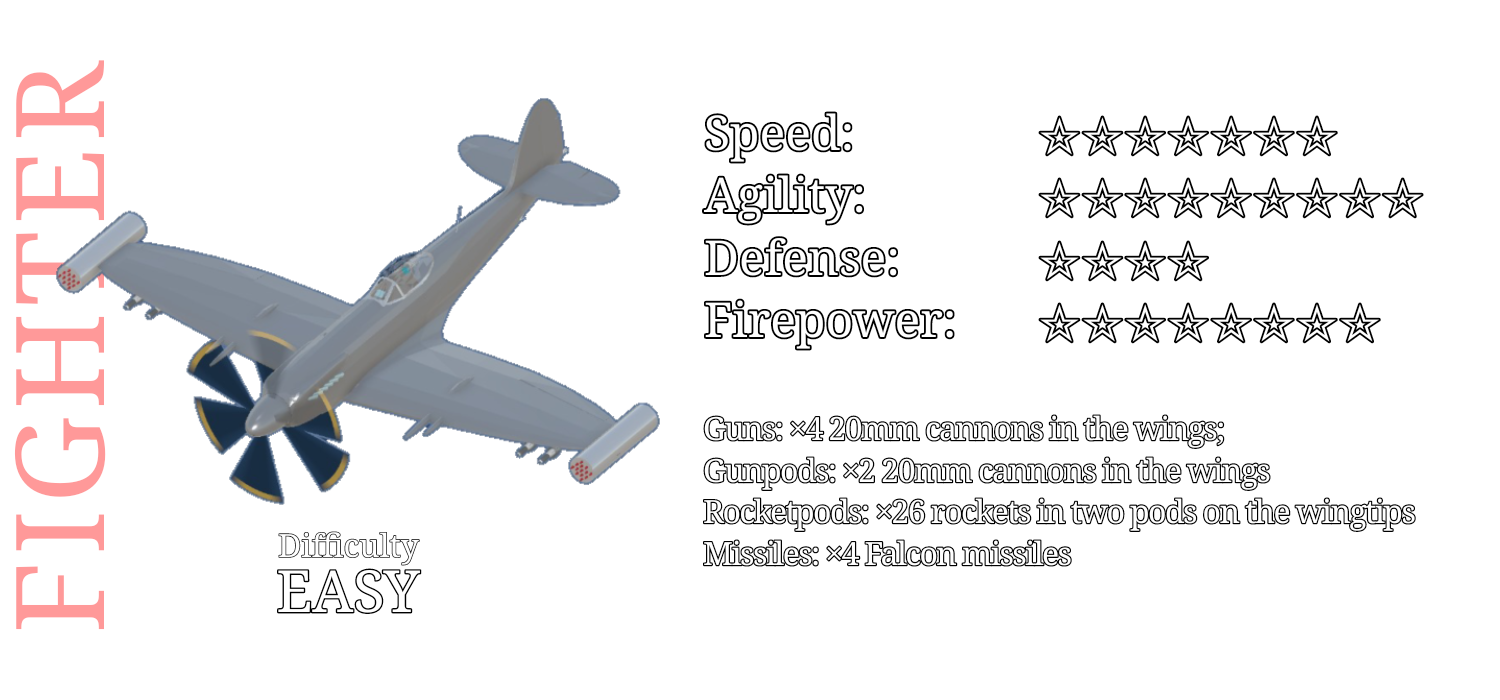 FIGHTER
Speed: ☆☆☆☆☆☆☆
Agility: ☆☆☆☆☆☆☆☆☆
Defense: ☆☆☆☆
Firepower: ☆☆☆☆☆☆☆☆
Guns: ×4 20mm cannons in the wings;
Gunpods: ×2 20mm cannons in the wings
Rocketpods: ×26 rockets in two pods on the wingtips
Missiles: ×4 Falcon missiles
Difficulty
EASY